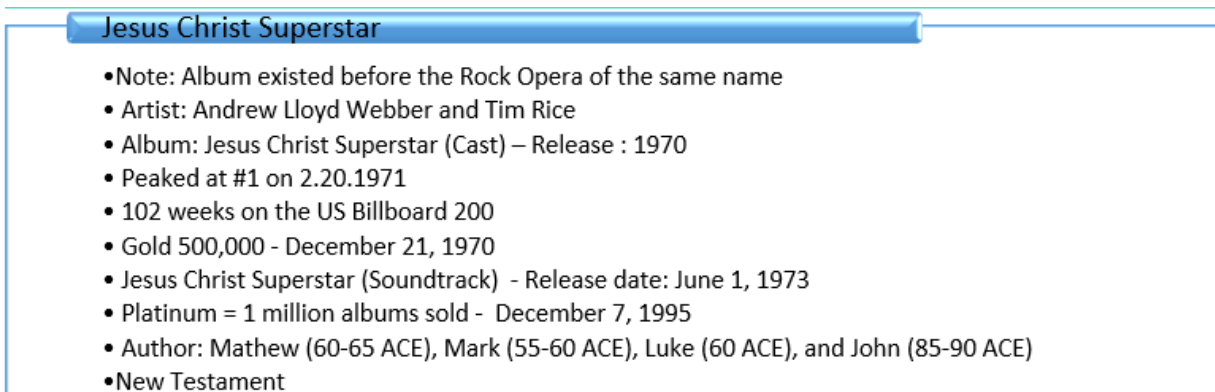 Jesus Christ Superstar
•Note: Album existed before the Rock Opera of the same name
• Artist: Andrew Lloyd Webber and Tim Rice
• Album: Jesus Christ Superstar (Cast) – Release : 1970
• Peaked at #1 on 2.20.1971
• 102 weeks on the US Billboard 200
• Gold 500,000 - December 21, 1970
• Jesus Christ Superstar (Soundtrack)  - Release date: June 1, 1973
• Platinum = 1 million albums sold -  December 7, 1995
• Author: Mathew (60-65 ACE), Mark (55-60 ACE), Luke (60 ACE), and John (85-90 ACE)
•New Testament